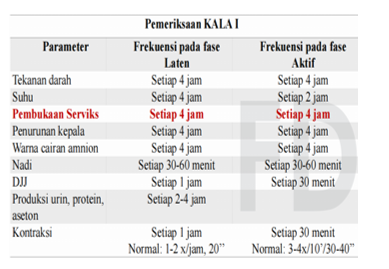 Pemeriksaan KALA I
Parameter Frekuensi pada fase Laten Frekuensi pada fase Aktif
Tekanan darah Setiap 4 jam Setiap 4 jam
Suhu Setiap 4 jam Setiap 2 jam
Pembukaan Serviks Setiap 4 jam Setiap 4 jam
Penurunan kepala Setiap 4 jam Setiap 4 jam
Warna cairan amnion Setiap 4 jam Setiap 4 jam
Nadi Setiap 30-60 menit Setiap 30-60 menit
DJJ Setiap 1 jam Setiap 30 menit
Produksi urin, protein, aseton Setiap 2-4 jam
Kontraksi Setiap 1 jam Setiap 30 menit
Normal: 1-2 x/jam, 20’’ Normal: 3-4x/10’/30-40’’